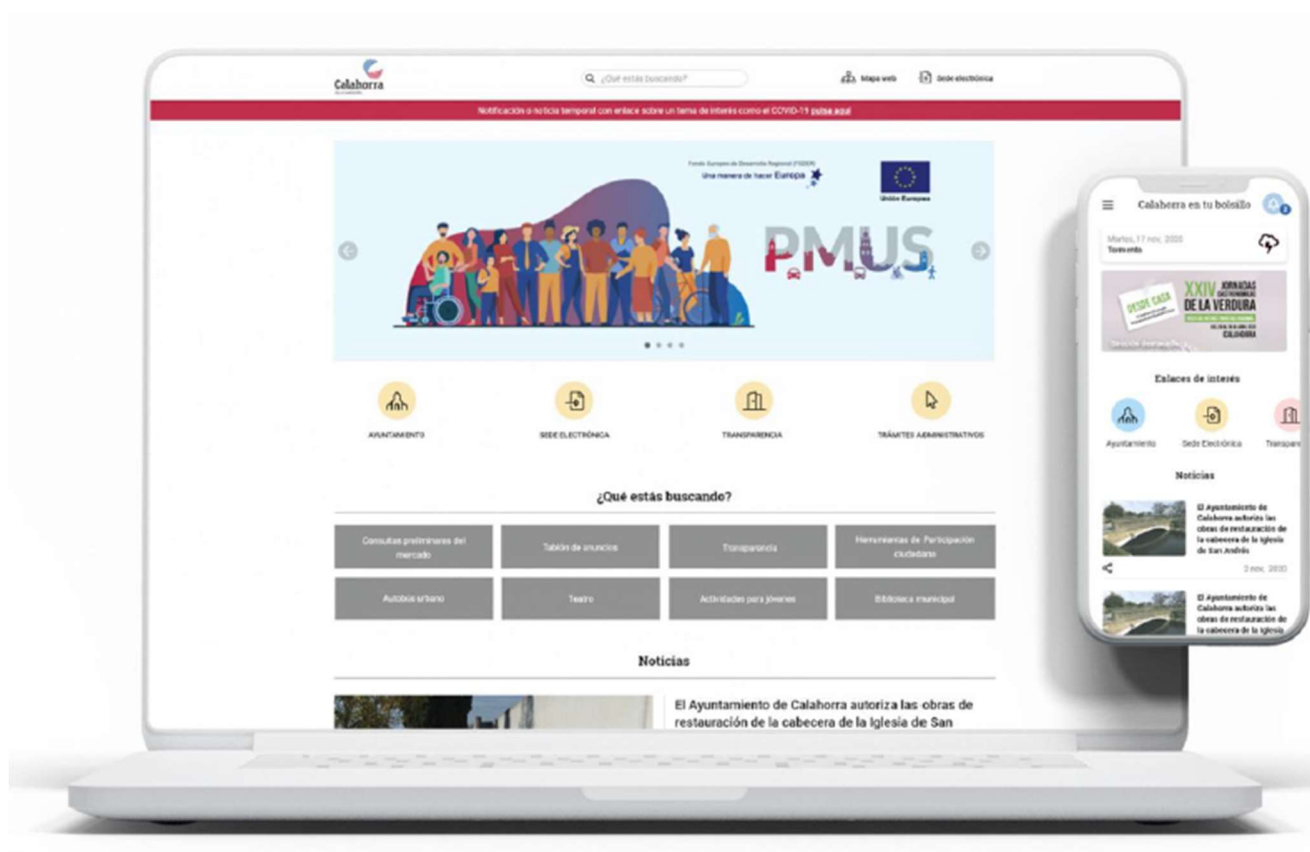 Calahorra
¿Qué estás buscando?
Mapa web
Sede electrónica
Notificación o noticia temporal con enlace sobre un tema de interés como el COVID-19 pulsa aquí
Fondo Europeo de Desarrollo Regional (FEDER)
Una manera de hacer Europa
Unión Europea
PMUS
AYUNTAMIENTO
SEDE ELECTRÓNICA
TRANSPARENCIA
TRÁMITES ADMINISTRATIVOS
¿Qué estás buscando?
Consultas preliminares del
mercado
Tablón de anuncios
Transparencia
Herramientas de Participación
ciudadana
Autobús urbano
Teatro
Actividades para jóvenes
Biblioteca municipal
Noticias
El Ayuntamiento de Calahorra autoriza las obras de
restauración de la cabecera de la Iglesia de San
Calahorra en tu bolsillo
Martes, 17 nov, 2020
Tormenta
DESDE CASA
XXIV JORNADAS
GASTRONÓMICAS
DE LA VERDURA
CALAHORRA
Enlaces de interés
Ayuntamiento
Sede Electrónica
Transparen
Noticias
El Ayuntamiento de
Calahorra autoriza las
obras de restauración de
la cabecera de la Iglesia
de San Andrés
2 nov, 2020
El Ayuntamiento de
Calahorra autoriza las
obras de restauración de
la cabecera de la Iglesia